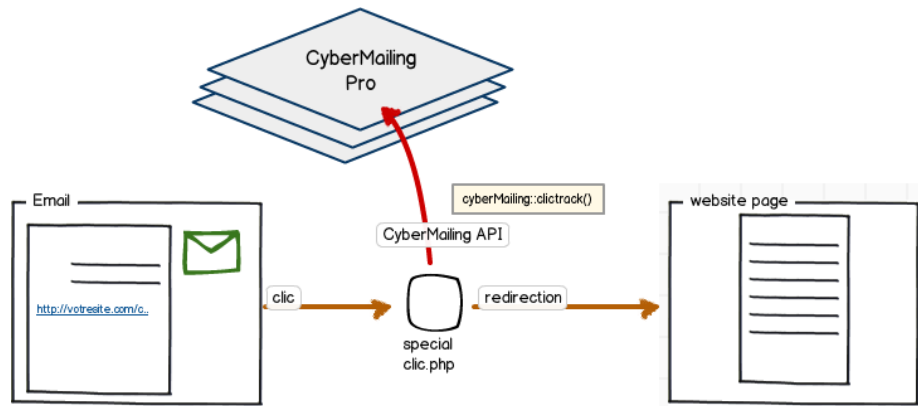 CyberMailing
Pro
cyberMailing::clictrack()
Email
website page
CyberMailing API
http://votresite.com/c..
clic
redirection
special
clic.php